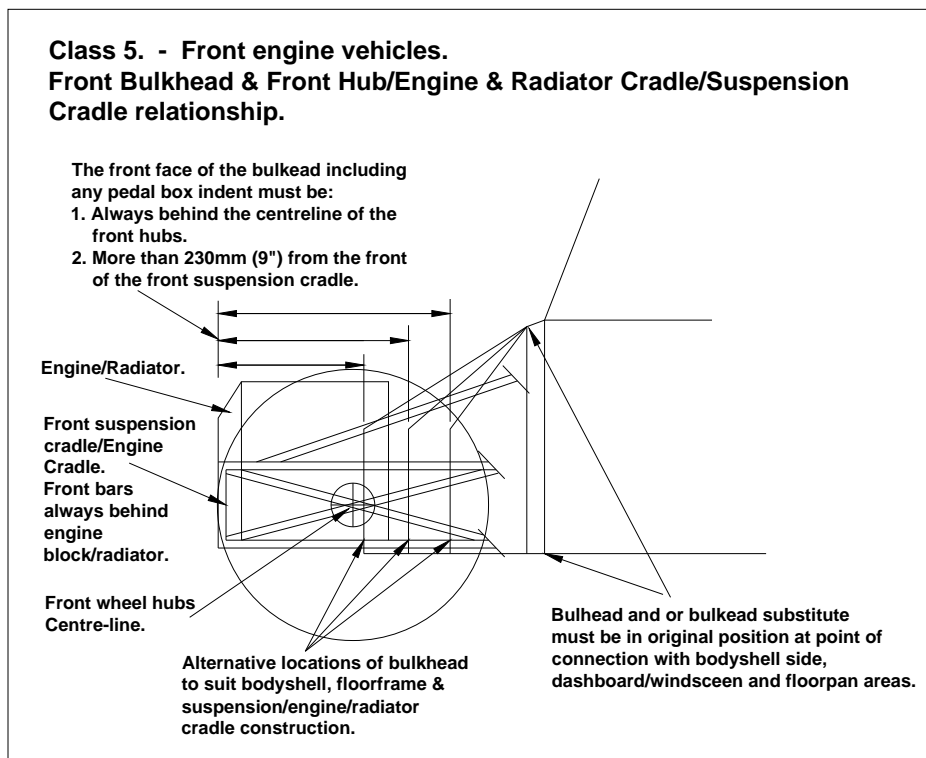 Class 5.  -  Front engine vehicles.
Front Bulkhead & Front Hub/Engine & Radiator Cradle/Suspension
Cradle relationship.
The front face of the bulkead including
any pedal box indent must be:
1. Always behind the centreline of the
front hubs.
2. More than 230mm (9") from the front
of the front suspension cradle.
Engine/Radiator.
Front suspension
cradle/Engine
Cradle.
Front bars
always behind
engine
block/radiator.
Front wheel hubs
Centre-line.
Alternative locations of bulkhead
to suit bodyshell, floorframe &
suspension/engine/radiator
cradle construction.
Bulhead and or bulkead substitute
must be in original position at point of
connection with bodyshell side,
dashboard/windsceen and floorpan areas.